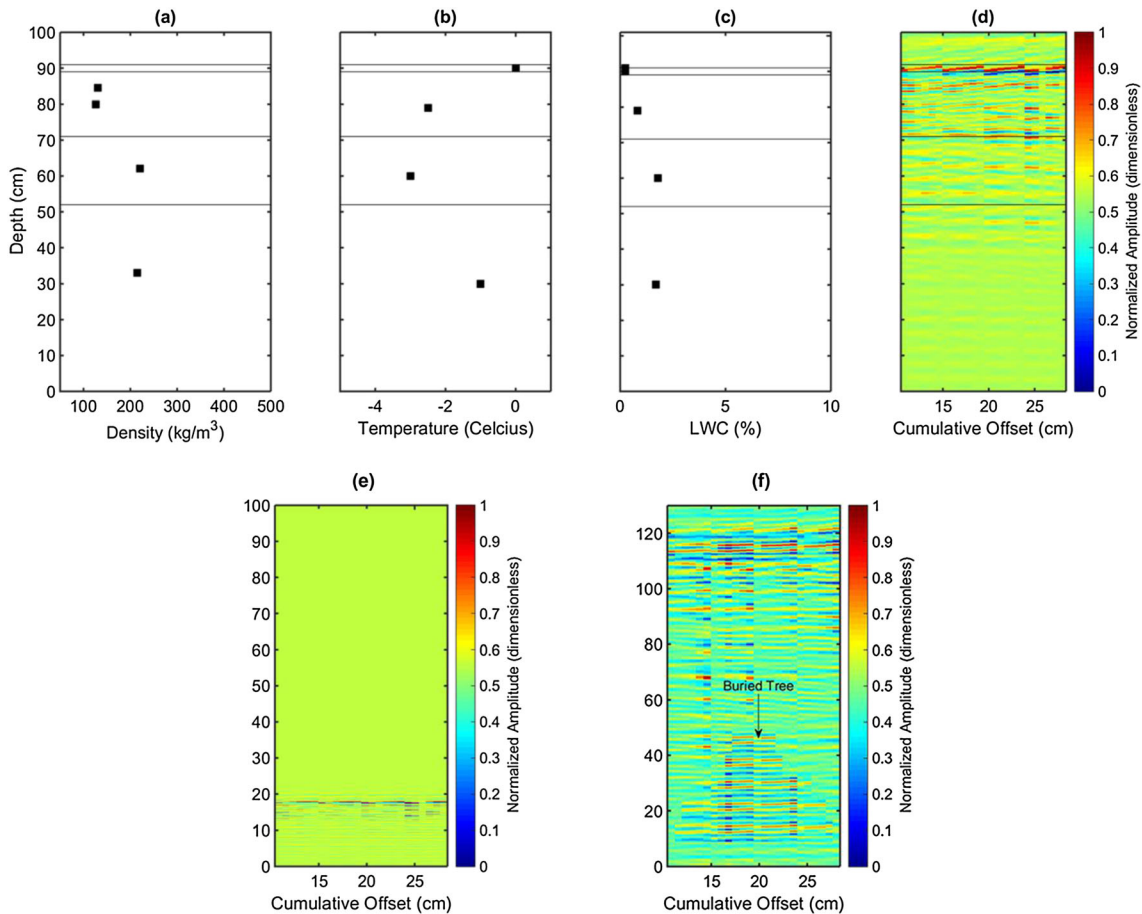 (a)
(b)
(c)
(d)
100
90
80
70
60
50
40
30
20
10
0
Depth (cm)
100 200 300 400 500
Density (kg/m³)
-4 -2 0
Temperature (Celcius)
0 5 10
LWC (%)
15 20 25
Cumulative Offset (cm)
1
0.9
0.8
0.7
0.6
0.5
0.4
0.3
0.2
0.1
0
Normalized Amplitude (dimensionless)
(e)
100
90
80
70
60
50
40
30
20
10
0
15 20 25
Cumulative Offset (cm)
1
0.9
0.8
0.7
0.6
0.5
0.4
0.3
0.2
0.1
0
Normalized Amplitude (dimensionless)
(f)
120
100
80
60
40
20
0
Buried Tree
15 20 25
Cumulative Offset (cm)
1
0.9
0.8
0.7
0.6
0.5
0.4
0.3
0.2
0.1
0
Normalized Amplitude (dimensionless)